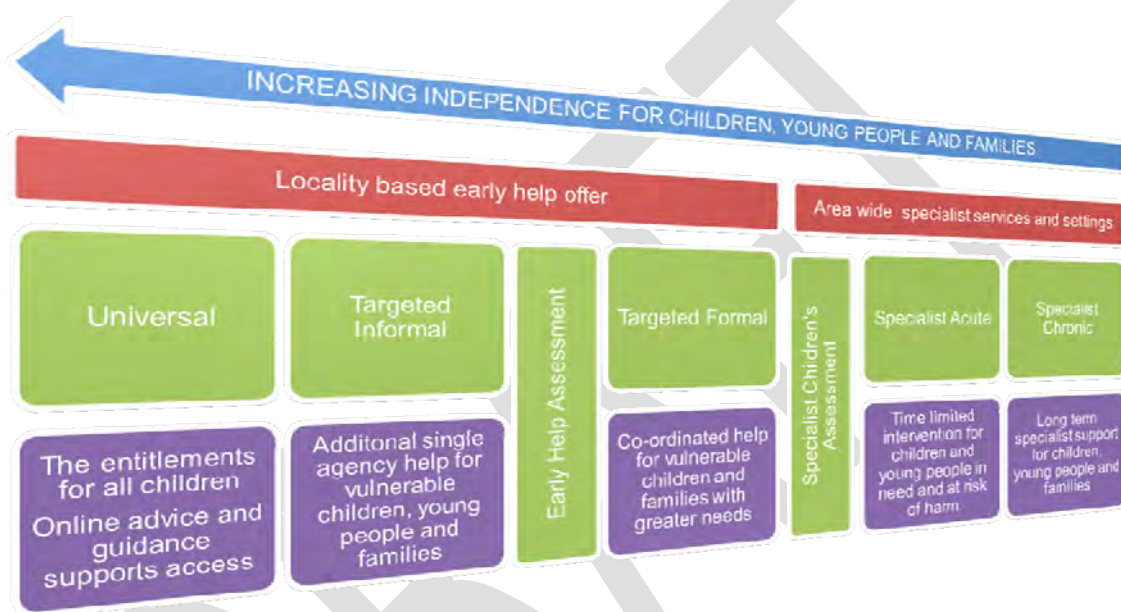 INCREASING INDEPENDENCE FOR CHILDREN, YOUNG PEOPLE AND FAMILIES
Locality based early help offer
Area wide specialist services and settings
Universal
Targeted
Informal
Early Help Assessment
Targeted Formal
Specialist Children's
Assessment
Specialist Acute
Specialist
Chronic
The entitlements
for all children
Online advice and
guidance
supports access
Additonal single
agency help for
vulnerable
children, young
people and
families
Co-ordinated help
for vulnerable
children and
families with
greater needs
Time limited
intervention for
children and
young people in
need and at risk
of harm
Long term
specialist support
for children,
young people and
families